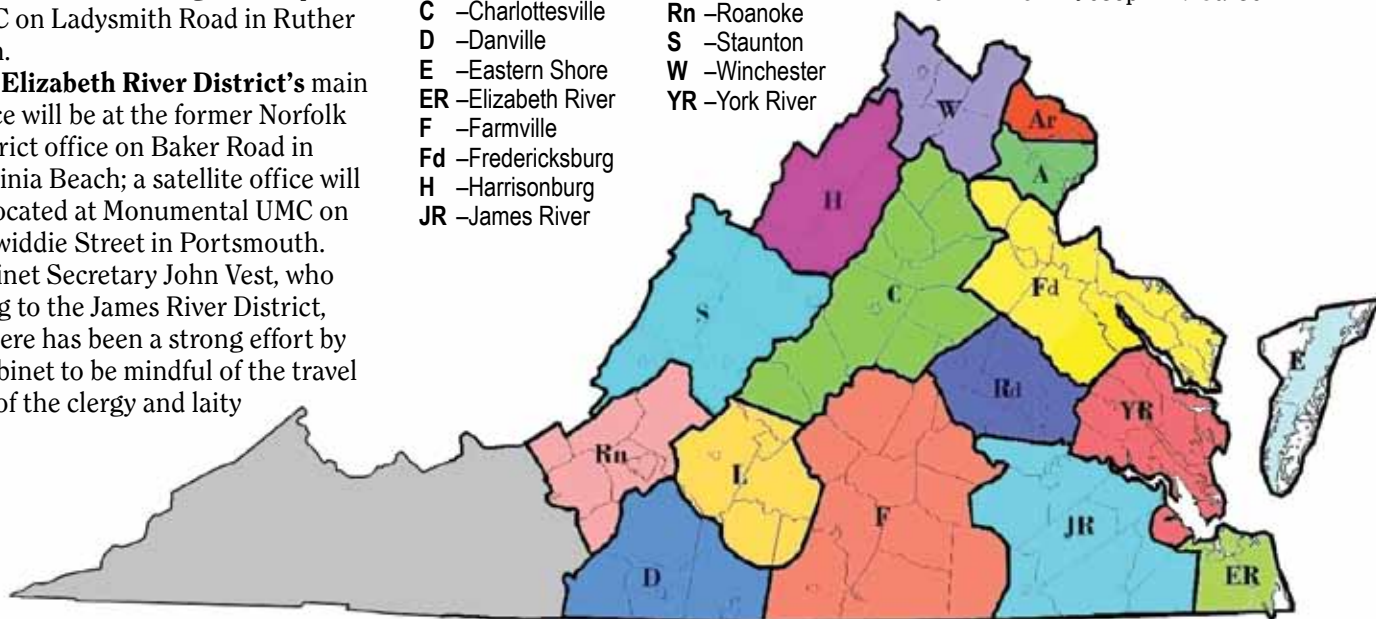 C on Ladysmith Road in Ruther
n.
Elizabeth River District's main
ce will be at the former Norfolk
rict office on Baker Road in
inia Beach; a satellite office will
ocated at Monumental UMC on
widdie Street in Portsmouth.
inet Secretary John Vest, who
g to the James River District,
ere has been a strong effort by
binet to be mindful of the travel
of the clergy and laity
C –Charlottesville
D –Danville
E –Eastern Shore
ER –Elizabeth River
F –Farmville
Fd –Fredericksburg
H –Harrisonburg
JR –James River
Rn –Roanoke
S –Staunton
W –Winchester
YR –York River
W
Ar
A
H
C
Fd
S
E
Rd
YR
Rn
L
F
JR
D
ER